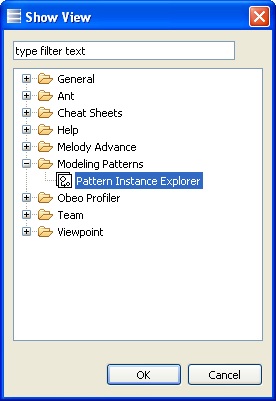 Show View
type filter text
General
Ant
Cheat Sheets
Help
Melody Advance
Modeling Patterns
Pattern Instance Explorer
Obeo Profiler
Team
Viewpoint
OK
Cancel